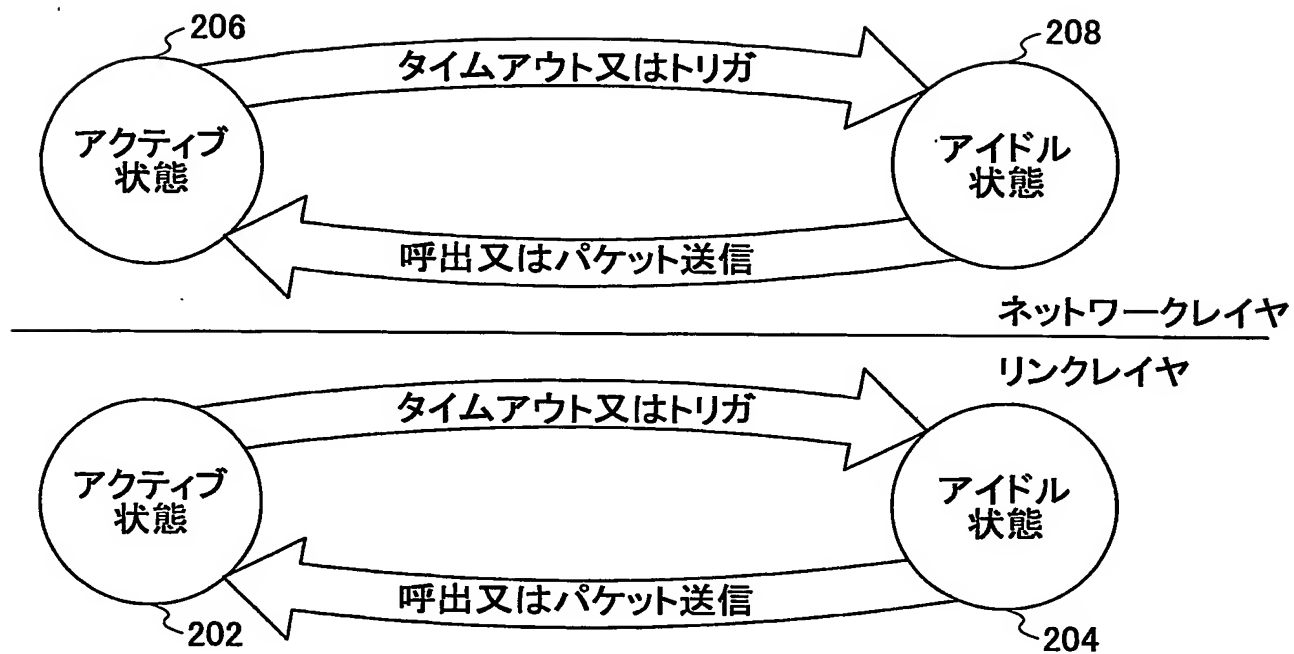 206
208
タイムアウト又はトリガ
アクティブ
状態
アイドル
状態
呼出又はパケット送信
ネットワークレイヤ
リンクレイヤ
タイムアウト又はトリガ
アクティブ
状態
アイドル
状態
呼出又はパケット送信
202
204